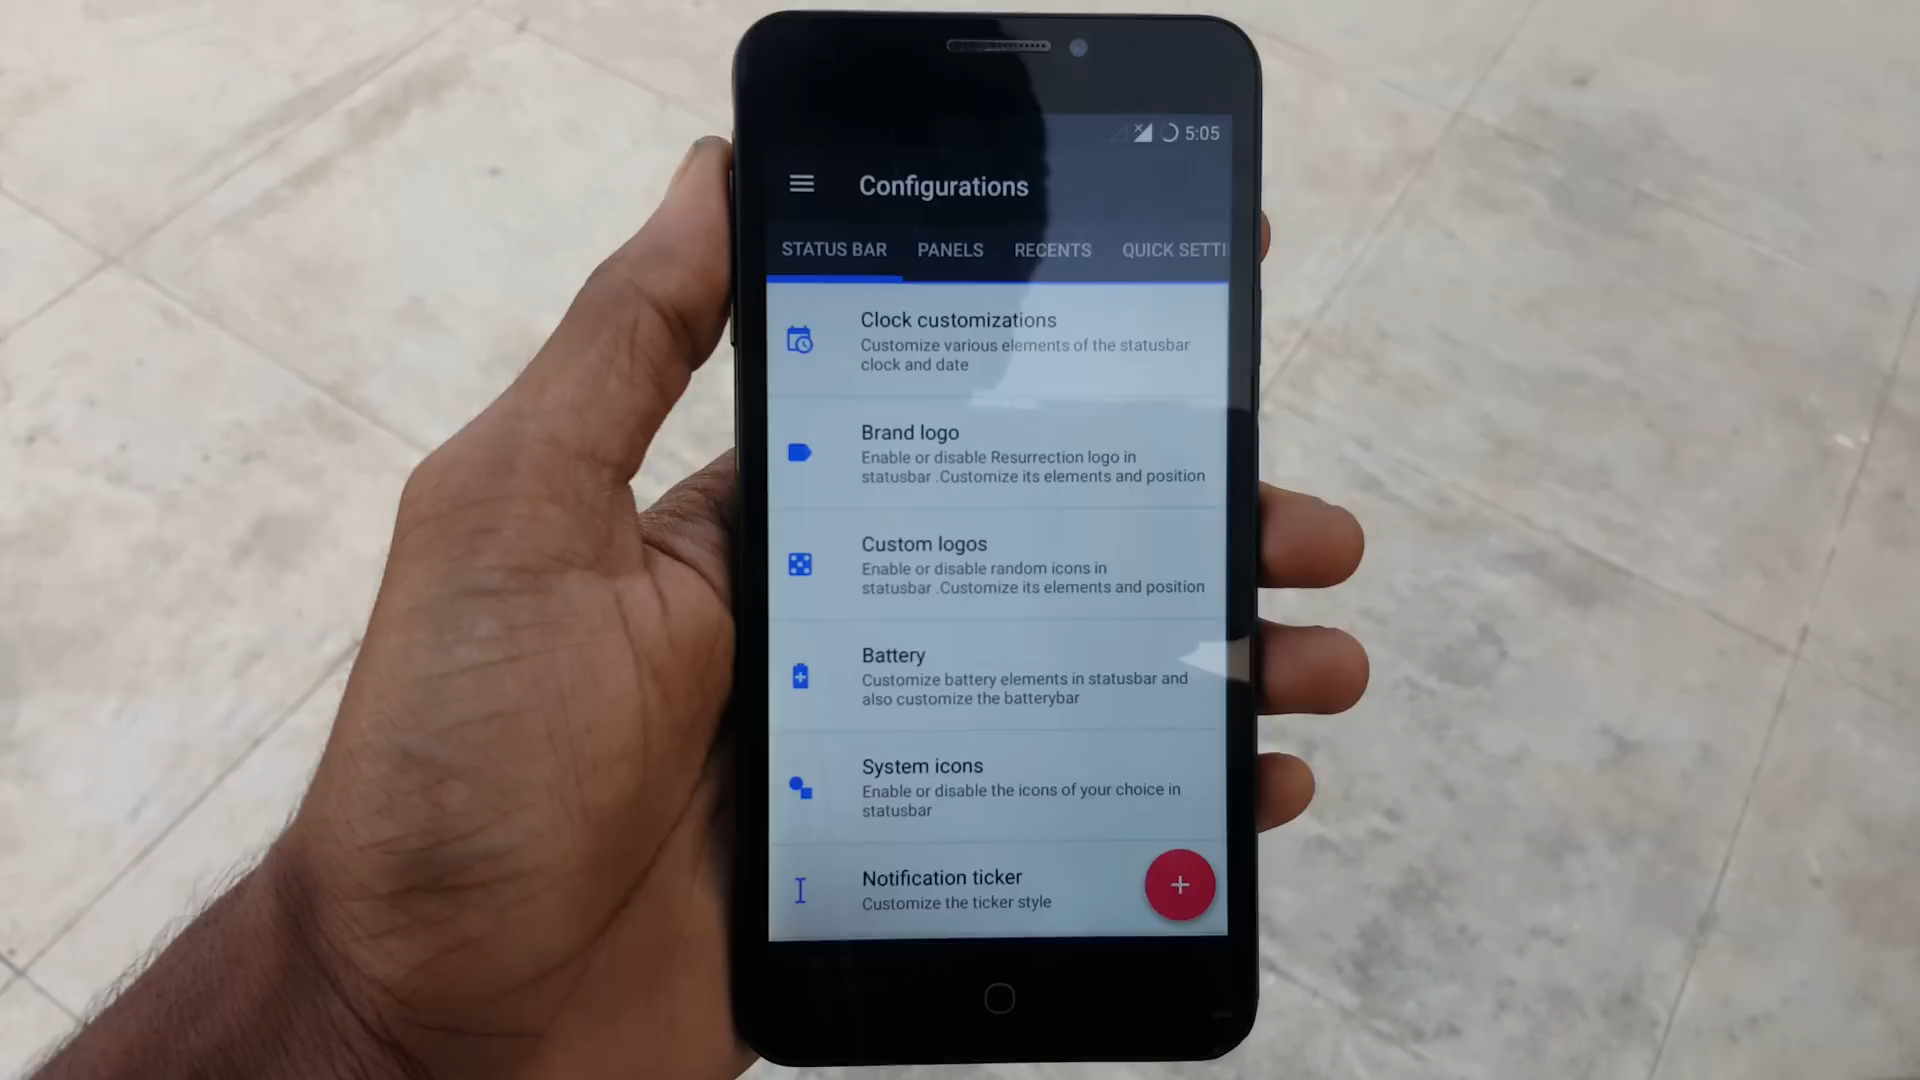 5:05
Configurations
STATUS BAR PANELS RECENTS QUICK SETTI
Clock customizations
Customize various elements of the statusbar
clock and date
Brand logo
Enable or disable Resurrection logo in
statusbar .Customize its elements and position
Custom logos
Enable or disable random icons in
statusbar .Customize its elements and position
Battery
Customize battery elements in statusbar and
also customize the batterybar
System icons
Enable or disable the icons of your choice in
statusbar
Notification ticker
Customize the ticker style